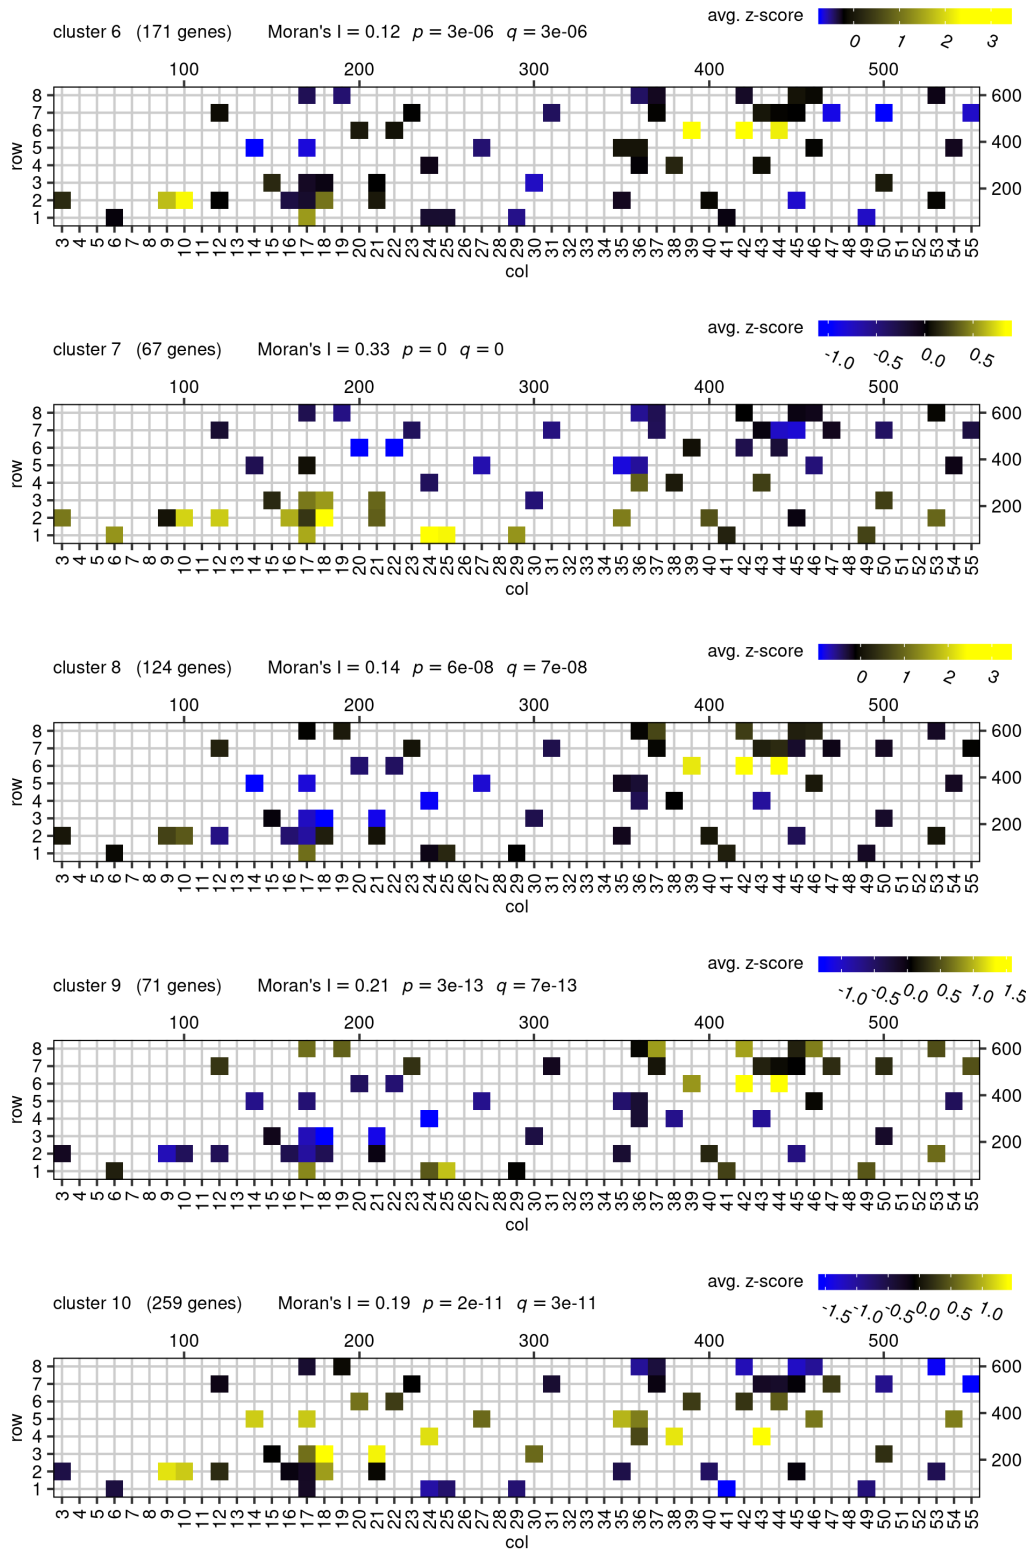 avg. z-score
0 1 2 3
cluster 6 (171 genes) Moran's I = 0.12 p = 3e-06 q = 3e-06
100 200 300 400 500
8 600
7
6
5 400
4
3
2 200
1
row
3 4 5 6 7 8 9 10 11 12 13 14 15 16 17 18 19 20 21 22 23 24 25 26 27 28 29 30 31 32 33 34 35 36 37 38 39 40 41 42 43 44 45 46 47 48 49 50 51 52 53 54 55
col
avg. z-score
-1.0 -0.5 0.0 0.5
cluster 7 (67 genes) Moran's I = 0.33 p = 0 q = 0
100 200 300 400 500
8 600
7
6
5 400
4
3
2 200
1
row
3 4 5 6 7 8 9 10 11 12 13 14 15 16 17 18 19 20 21 22 23 24 25 26 27 28 29 30 31 32 33 34 35 36 37 38 39 40 41 42 43 44 45 46 47 48 49 50 51 52 53 54 55
col
avg. z-score
0 1 2 3
cluster 8 (124 genes) Moran's I = 0.14 p = 6e-08 q = 7e-08
100 200 300 400 500
8 600
7
6
5 400
4
3
2 200
1
row
3 4 5 6 7 8 9 10 11 12 13 14 15 16 17 18 19 20 21 22 23 24 25 26 27 28 29 30 31 32 33 34 35 36 37 38 39 40 41 42 43 44 45 46 47 48 49 50 51 52 53 54 55
col
avg. z-score
-1.0 -0.5 0.0 0.5 1.0 1.5
cluster 9 (71 genes) Moran's I = 0.21 p = 3e-13 q = 7e-13
100 200 300 400 500
8 600
7
6
5 400
4
3
2 200
1
row
3 4 5 6 7 8 9 10 11 12 13 14 15 16 17 18 19 20 21 22 23 24 25 26 27 28 29 30 31 32 33 34 35 36 37 38 39 40 41 42 43 44 45 46 47 48 49 50 51 52 53 54 55
col
avg. z-score
-1.5 -1.0 -0.5 0.0 0.5 1.0
cluster 10 (259 genes) Moran's I = 0.19 p = 2e-11 q = 3e-11
100 200 300 400 500
8 600
7
6
5 400
4
3
2 200
1
row
3 4 5 6 7 8 9 10 11 12 13 14 15 16 17 18 19 20 21 22 23 24 25 26 27 28 29 30 31 32 33 34 35 36 37 38 39 40 41 42 43 44 45 46 47 48 49 50 51 52 53 54 55
col